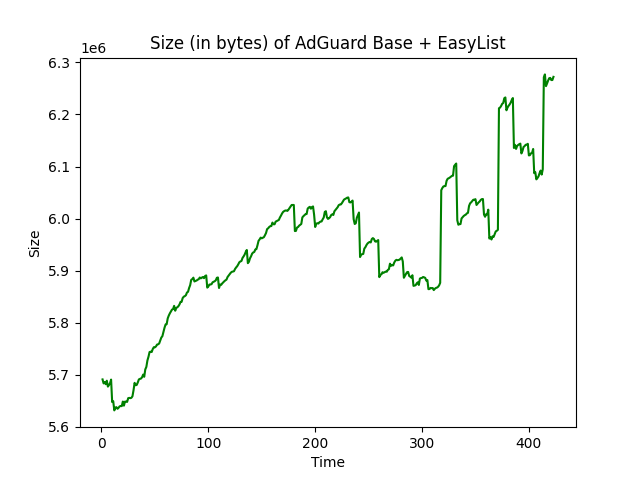 Size (in bytes) of AdGuard Base + EasyList
1e6
6.3
6.2
6.1
6.0
5.9
5.8
5.7
5.6
Size
0 100 200 300 400
Time